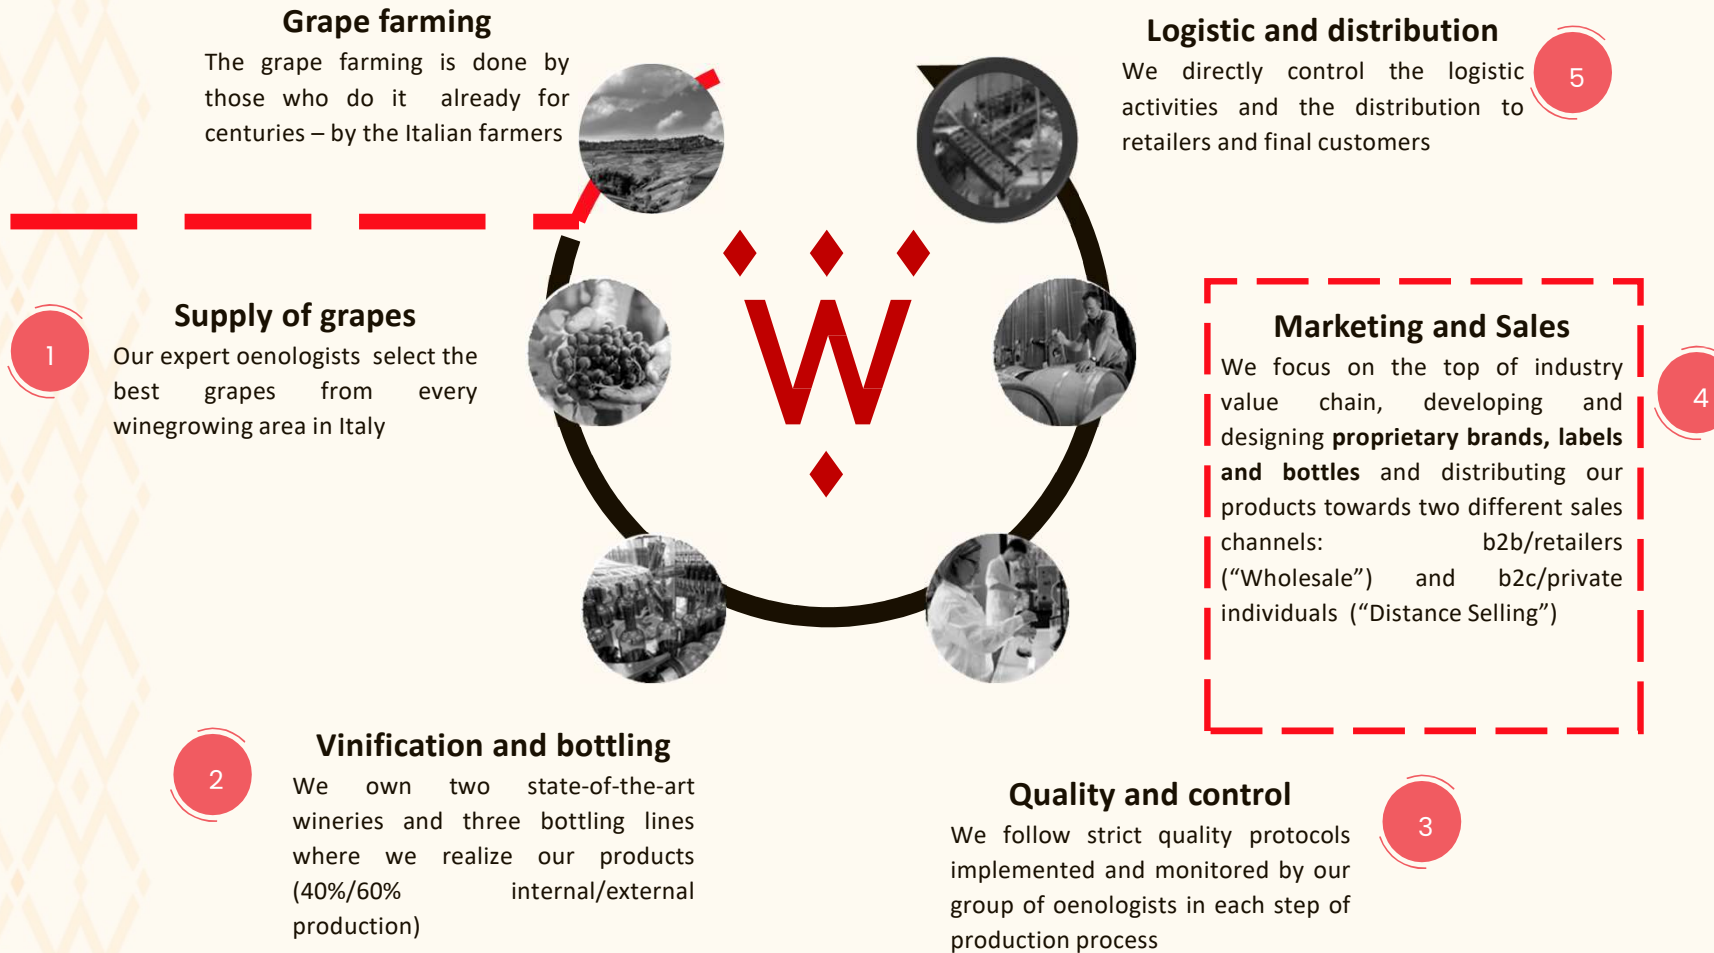 Grape farming
The grape farming is done by
those who do it already for
centuries – by the Italian farmers
1
Supply of grapes
Our expert oenologists select the
best grapes from every
winegrowing area in Italy
2
Vinification and bottling
We own two state-of-the-art
wineries and three bottling lines
where we realize our products
(40%/60% internal/external
production)
W
Quality and control
3
We follow strict quality protocols
implemented and monitored by our
group of oenologists in each step of
production process
Marketing and Sales
4
We focus on the top of industry
value chain, developing and
designing proprietary brands, labels
and bottles and distributing our
products towards two different sales
channels: b2b/retailers
(“Wholesale”) and b2c/private
individuals (“Distance Selling”)
Logistic and distribution
5
We directly control the logistic
activities and the distribution to
retailers and final customers